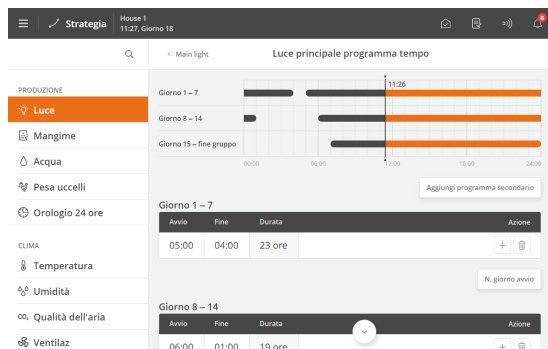 Strategia
House 1
11:27, Giorno 18
8
< Main light
Luce principale programma tempo
PRODUZIONE
Luce
Mangime
Acqua
Pesa uccelli
Orologio 24 ore
CLIMA
Temperatura
Umidità
CO₂ Qualità dell'aria
Ventilaz
11:26
Giorno 1 – 7
Giorno 8 – 14
Giorno 15 – fine gruppo
00:00 06:00 12:00 18:00 24:00
Aggiungi programma secondario
Giorno 1 – 7
Avvio Fine Durata Azione
05:00 04:00 23 ore
N. giorno avvio
Giorno 8 – 14
Avvio Fine Durata Azione
06:00 01:00 19 ore